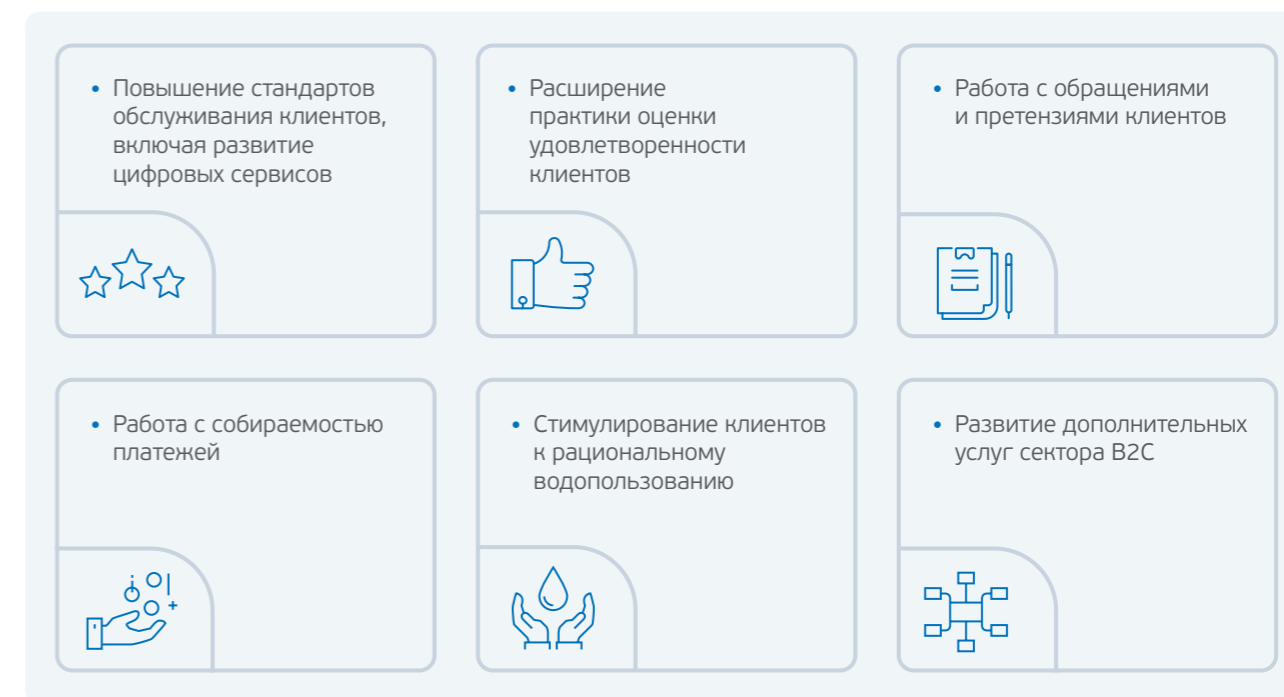 • Повышение стандартов
обслуживания клиентов,
включая развитие
цифровых сервисов
• Расширение
практики оценки
удовлетворенности
клиентов
• Работа с обращениями
и претензиями клиентов
• Работа с собираемостью
платежей
• Стимулирование клиентов
к рациональному
водопользованию
• Развитие дополнительных
услуг сектора B2C